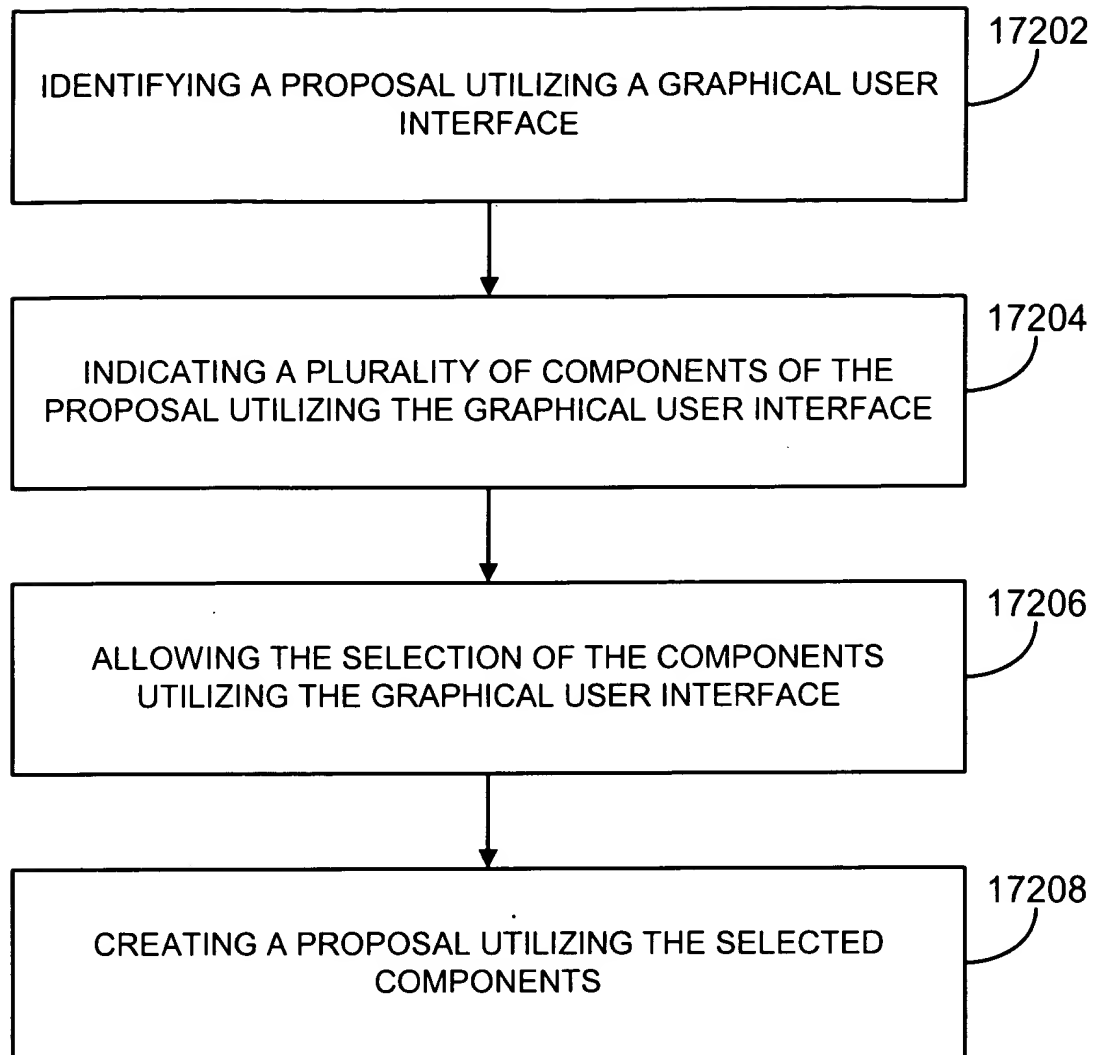 17202
IDENTIFYING A PROPOSAL UTILIZING A GRAPHICAL USER
INTERFACE
17204
INDICATING A PLURALITY OF COMPONENTS OF THE
PROPOSAL UTILIZING THE GRAPHICAL USER INTERFACE
17206
ALLOWING THE SELECTION OF THE COMPONENTS
UTILIZING THE GRAPHICAL USER INTERFACE
17208
CREATING A PROPOSAL UTILIZING THE SELECTED
COMPONENTS